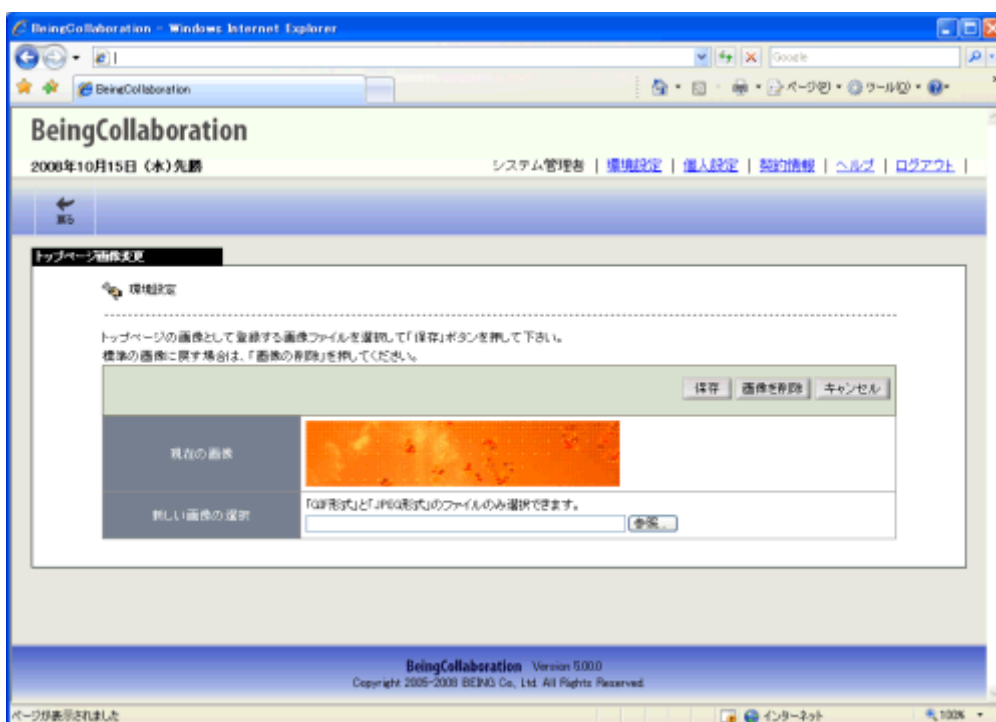 BeingCollaboration - Windows Internet Explorer
Google
BeingCollaboration
ページ(P)
ツール(O)
BeingCollaboration
2008年10月15日 (水)先勝
システム管理者 | 環境設定 | 個人設定 | 契約情報 | ヘルプ | ログアウト |
戻る
トップページ画像変更
環境設定
トップページの画像として登録する画像ファイルを選択して「保存」ボタンを押して下さい。
標準の画像に戻す場合は、「画像の削除」を押してください。
保存 画像を削除 キャンセル
現在の画像
新しい画像の選択
「GIF形式」と「JPEG形式」のファイルのみ選択できます。
参照...
BeingCollaboration Version 5.00.0
Copyright 2005-2008 BEING Co., Ltd. All Rights Reserved.
ページが表示されました
インターネット
100%